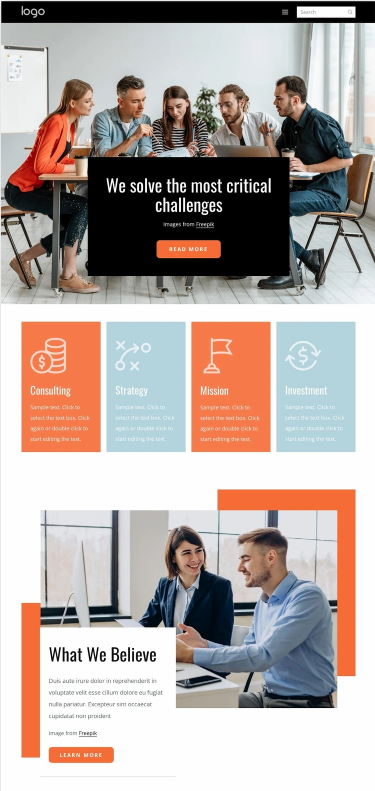 logo
Search
We solve the most critical
challenges
Images from Freepik
READ MORE
Consulting
Sample text. Click to
select the text box. Click
again or double click to
start editing the text.
Strategy
Sample text. Click to
select the text box. Click
again or double click to
start editing the text.
Mission
Sample text. Click to
select the text box. Click
again or double click to
start editing the text.
Investment
Sample text. Click to
select the text box. Click
again or double click to
start editing the text.
What We Believe
Duis aute irure dolor in reprehenderit in
voluptate velit esse cillum dolore eu fugiat
nulla pariatur. Excepteur sint occaecat
cupidatat non proident
Image from Freepik
LEARN MORE